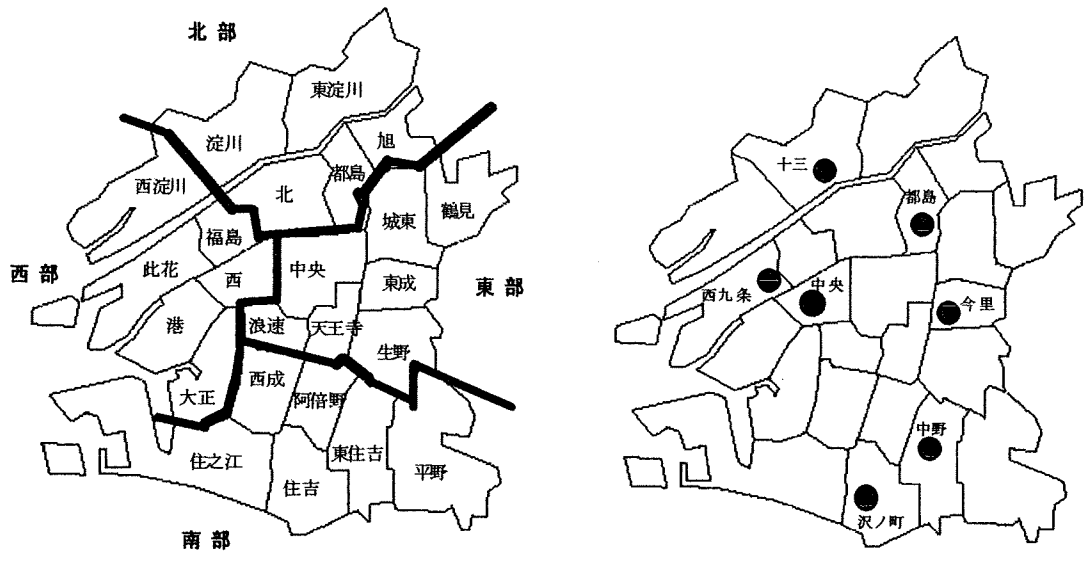 北部
東淀川
淀川
旭
西淀川
北
都島
城東
鶴見
福島
此花
西
中央
東成
西部
東部
港
浪速
天王寺
生野
大正
西成
阿倍野
住之江
東住吉
平野
住吉
南部
十三
都島
西九条
中央
今里
中野
沢ノ町